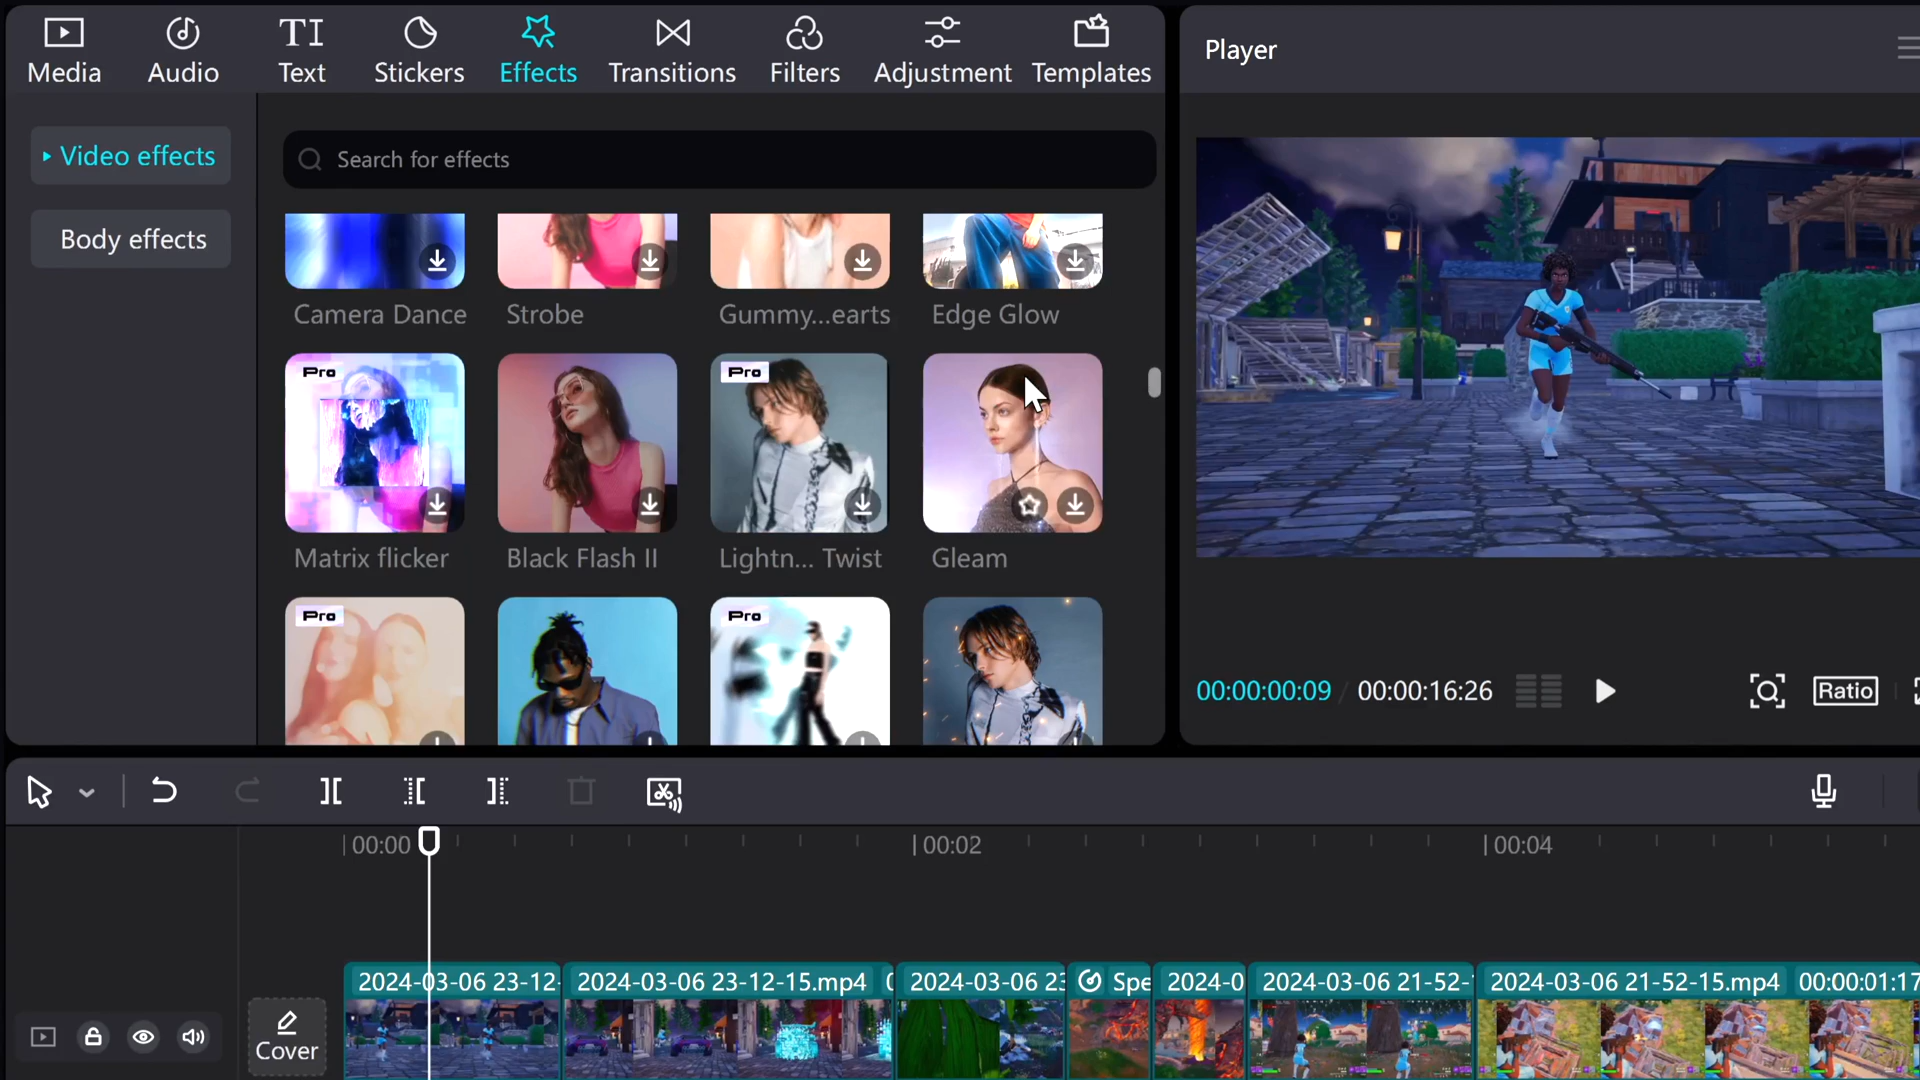 Media Audio Text Stickers Effects Transitions Filters Adjustment Templates
Player
Video effects
Body effects
Search for effects
Camera Dance Strobe Gummy...earts Edge Glow
Pro Pro
Matrix flicker Black Flash II Lightn... Twist Gleam
Pro Pro
00:00:00:09 / 00:00:16:26 Ratio
00:00 00:02 00:04
2024-03-06 23-12- 2024-03-06 23-12-15.mp4 2024-03-06 23 Spe 2024-0 2024-03-06 21-52- 2024-03-06 21-52-15.mp4 00:00:01:17
Cover